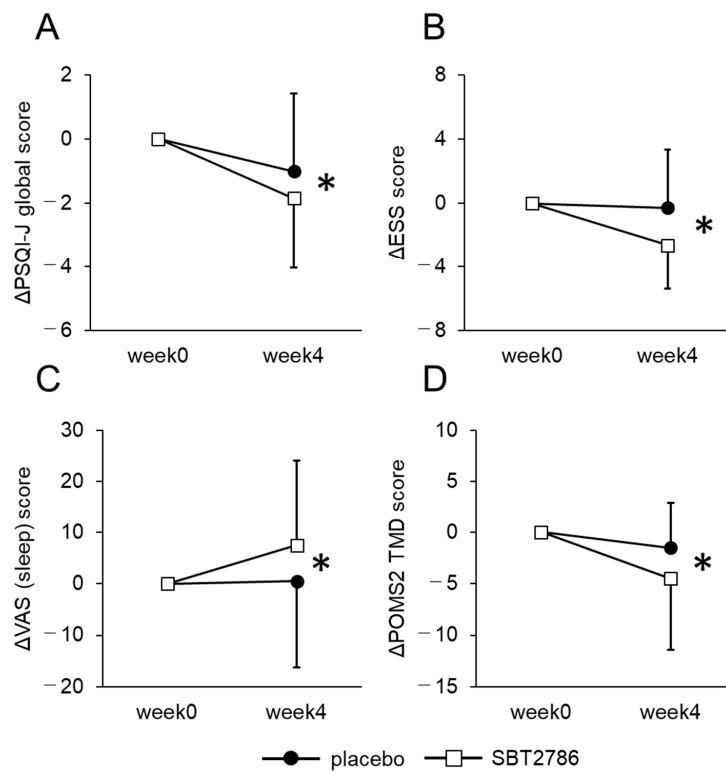 A
ΔPSQI-J global score
2
0
−2
−4
−6
*
week0 week4
B
ΔESS score
8
4
0
−4
−8
*
week0 week4
C
ΔVAS (sleep) score
30
20
10
0
−10
−20
*
week0 week4
D
ΔPOMS2 TMD score
10
5
0
−5
−10
−15
*
week0 week4
placebo SBT2786